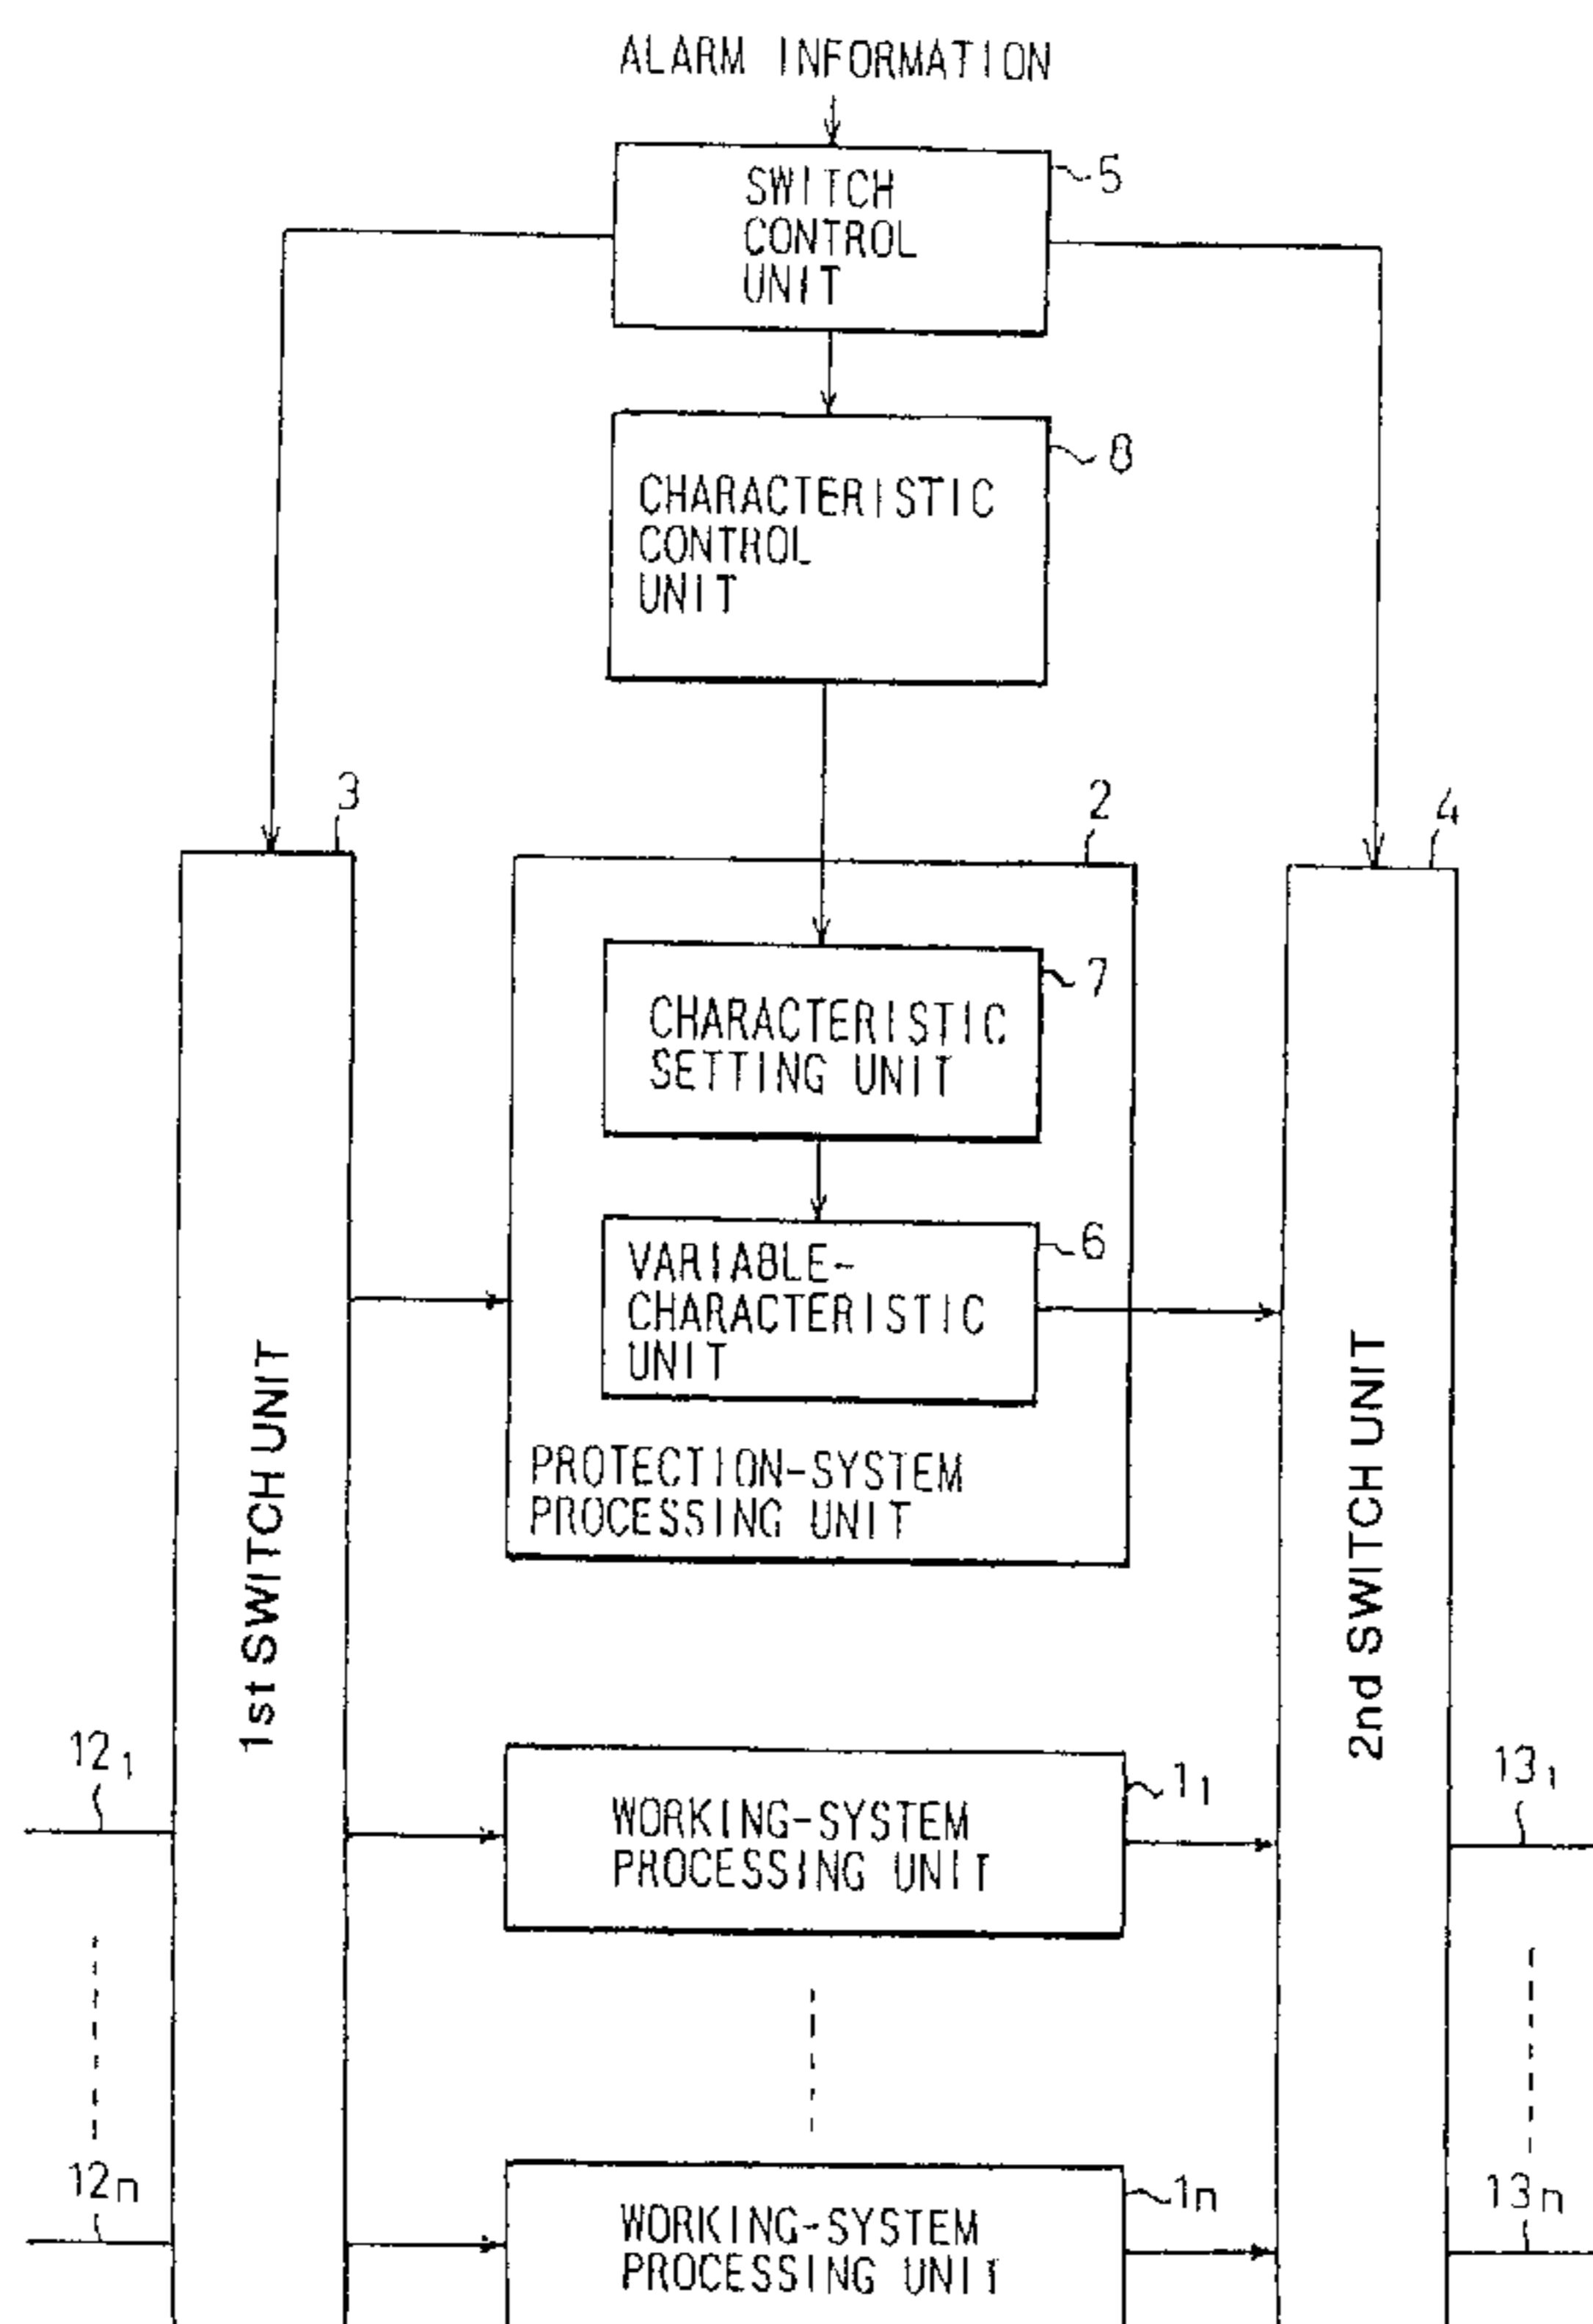 ALARM INFORMATION
SWITCH
CONTROL
UNIT
5
CHARACTERISTIC
CONTROL
UNIT
8
3
2
4
CHARACTERISTIC
SETTING UNIT
7
VARIABLE-
CHARACTERISTIC
UNIT
6
PROTECTION-SYSTEM
PROCESSING UNIT
1st SWITCH UNIT
2nd SWITCH UNIT
12₁
WORKING-SYSTEM
PROCESSING UNIT
1₁
13₁
12n
WORKING-SYSTEM
PROCESSING UNIT
1n
13n